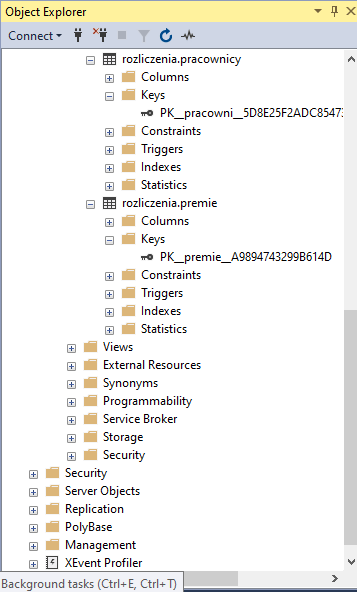 Object Explorer
Connect
rozliczenia.pracownicy
Columns
Keys
PK__pracowni__5D8E25F2ADC8547
Constraints
Triggers
Indexes
Statistics
rozliczenia.premie
Columns
Keys
PK__premie__A9894743299B614D
Constraints
Triggers
Indexes
Statistics
Views
External Resources
Synonyms
Programmability
Service Broker
Storage
Security
Security
Server Objects
Replication
PolyBase
Management
XEvent Profiler
Background tasks (Ctrl+E, Ctrl+T)